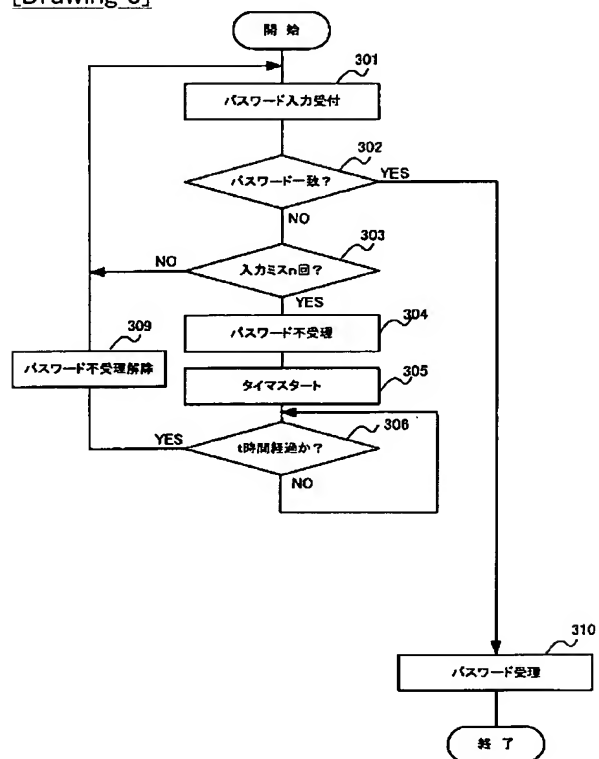 開 始
301
パスワード入力受付
302
パスワード一致?
YES
NO
303
NO
入力ミスn回?
YES
304
パスワード不受理
309
パスワード不受理解除
305
タイマスタート
306
YES
t時間経過か?
NO
310
パスワード受理
終 了